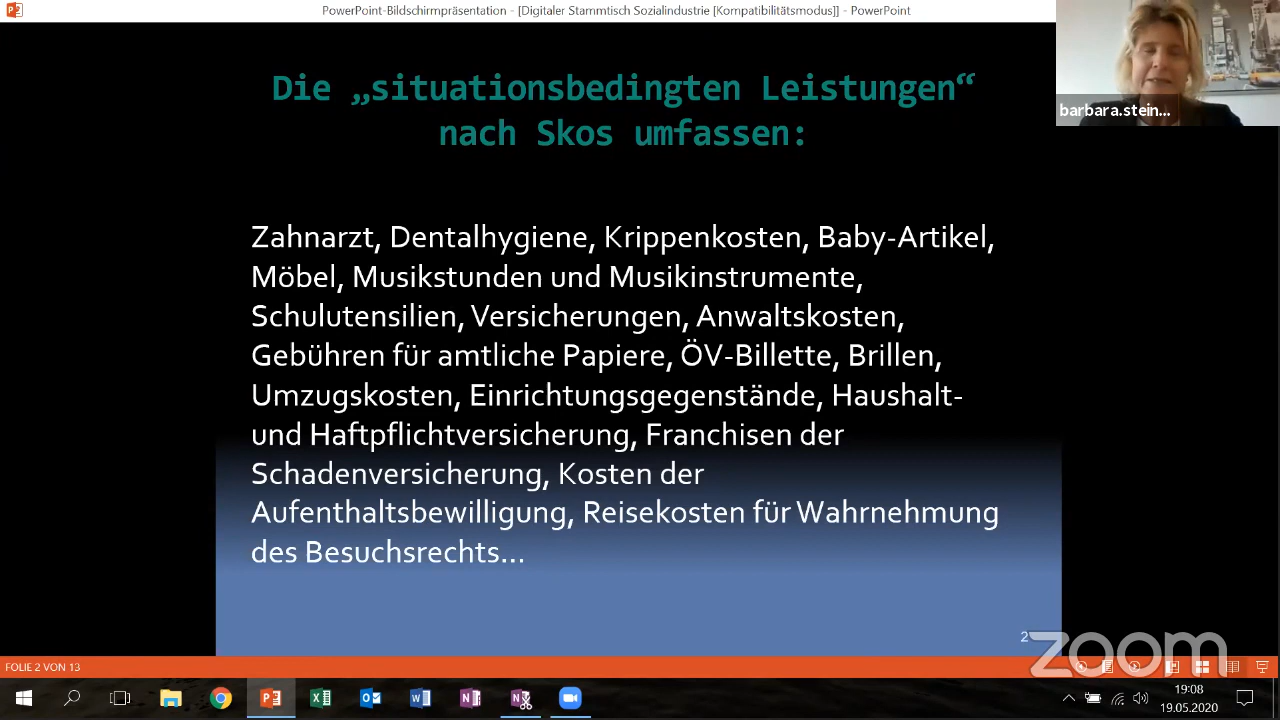 PowerPoint-Bildschirmpräsentation - [Digitaler Stammtisch Sozialindustrie [Kompatibilitätsmodus]] - PowerPoint
barbara.stein...
Die „situationsbedingten Leistungen“
nach Skos umfassen:
Zahnarzt, Dentalhygiene, Krippenkosten, Baby-Artikel,
Möbel, Musikstunden und Musikinstrumente,
Schulutensilien, Versicherungen, Anwaltskosten,
Gebühren für amtliche Papiere, ÖV-Billette, Brillen,
Umzugskosten, Einrichtungsgegenstände, Haushalt-
und Haftpflichtversicherung, Franchisen der
Schadenversicherung, Kosten der
Aufenthaltsbewilligung, Reisekosten für Wahrnehmung
des Besuchsrechts...
2
zoom
FOLIE 2 VON 13
19:08
19.05.2020